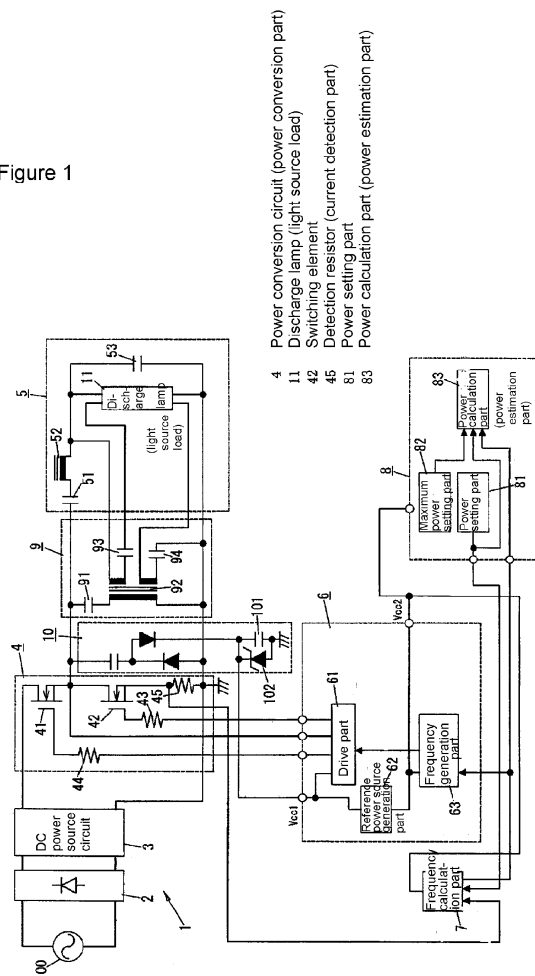 Figure 1
4 Power conversion circuit (power conversion part)
11 Discharge lamp (light source load)
42 Switching element
45 Detection resistor (current detection part)
81 Power setting part
83 Power calculation part (power estimation part)
00
2
DC
power
source
circuit
3
1
4
41
42
43
44
45
10
101
102
9
91
92
93
94
5
51
52
53
11
Di-
sch-
arge
lamp
(light
source
load)
6
Vcc1
Vcc2
61
Drive part
Reference
power source
generation
part
62
Frequency
generation
part
63
Frequency
calculat-
ion part
7
8
82
Maximum
power
setting part
Power
setting part
81
83
Power
calculation
part
(power
estimation
part)